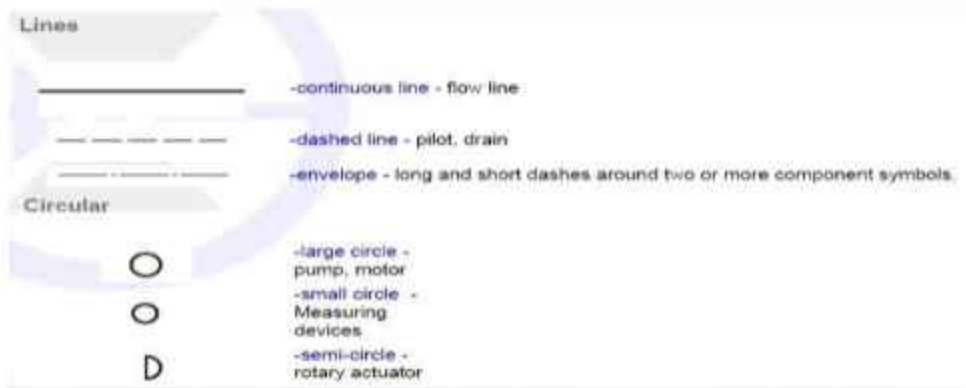 Lines
-continuous line - flow line
-dashed line - pilot, drain
-envelope - long and short dashes around two or more component symbols.
Circular
-large circle -
pump, motor
-small circle -
Measuring
devices
-semi-circle -
rotary actuator